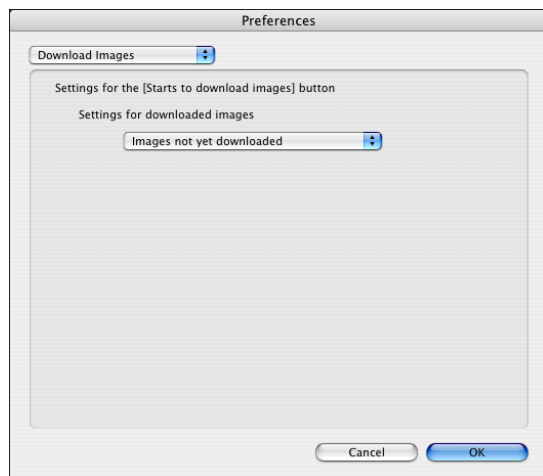 Preferences
Download Images
Settings for the [Starts to download images] button
Settings for downloaded images
Images not yet downloaded
Cancel
OK